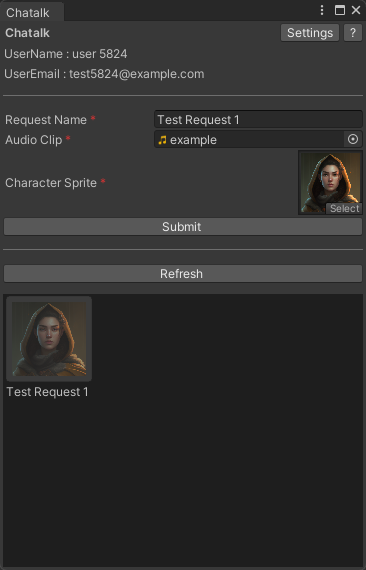 Chatalk
Chatalk Settings ?
UserName : user 5824
UserEmail : test5824@example.com
Request Name * Test Request 1
Audio Clip * example
Character Sprite * Select
Submit
Refresh
Test Request 1